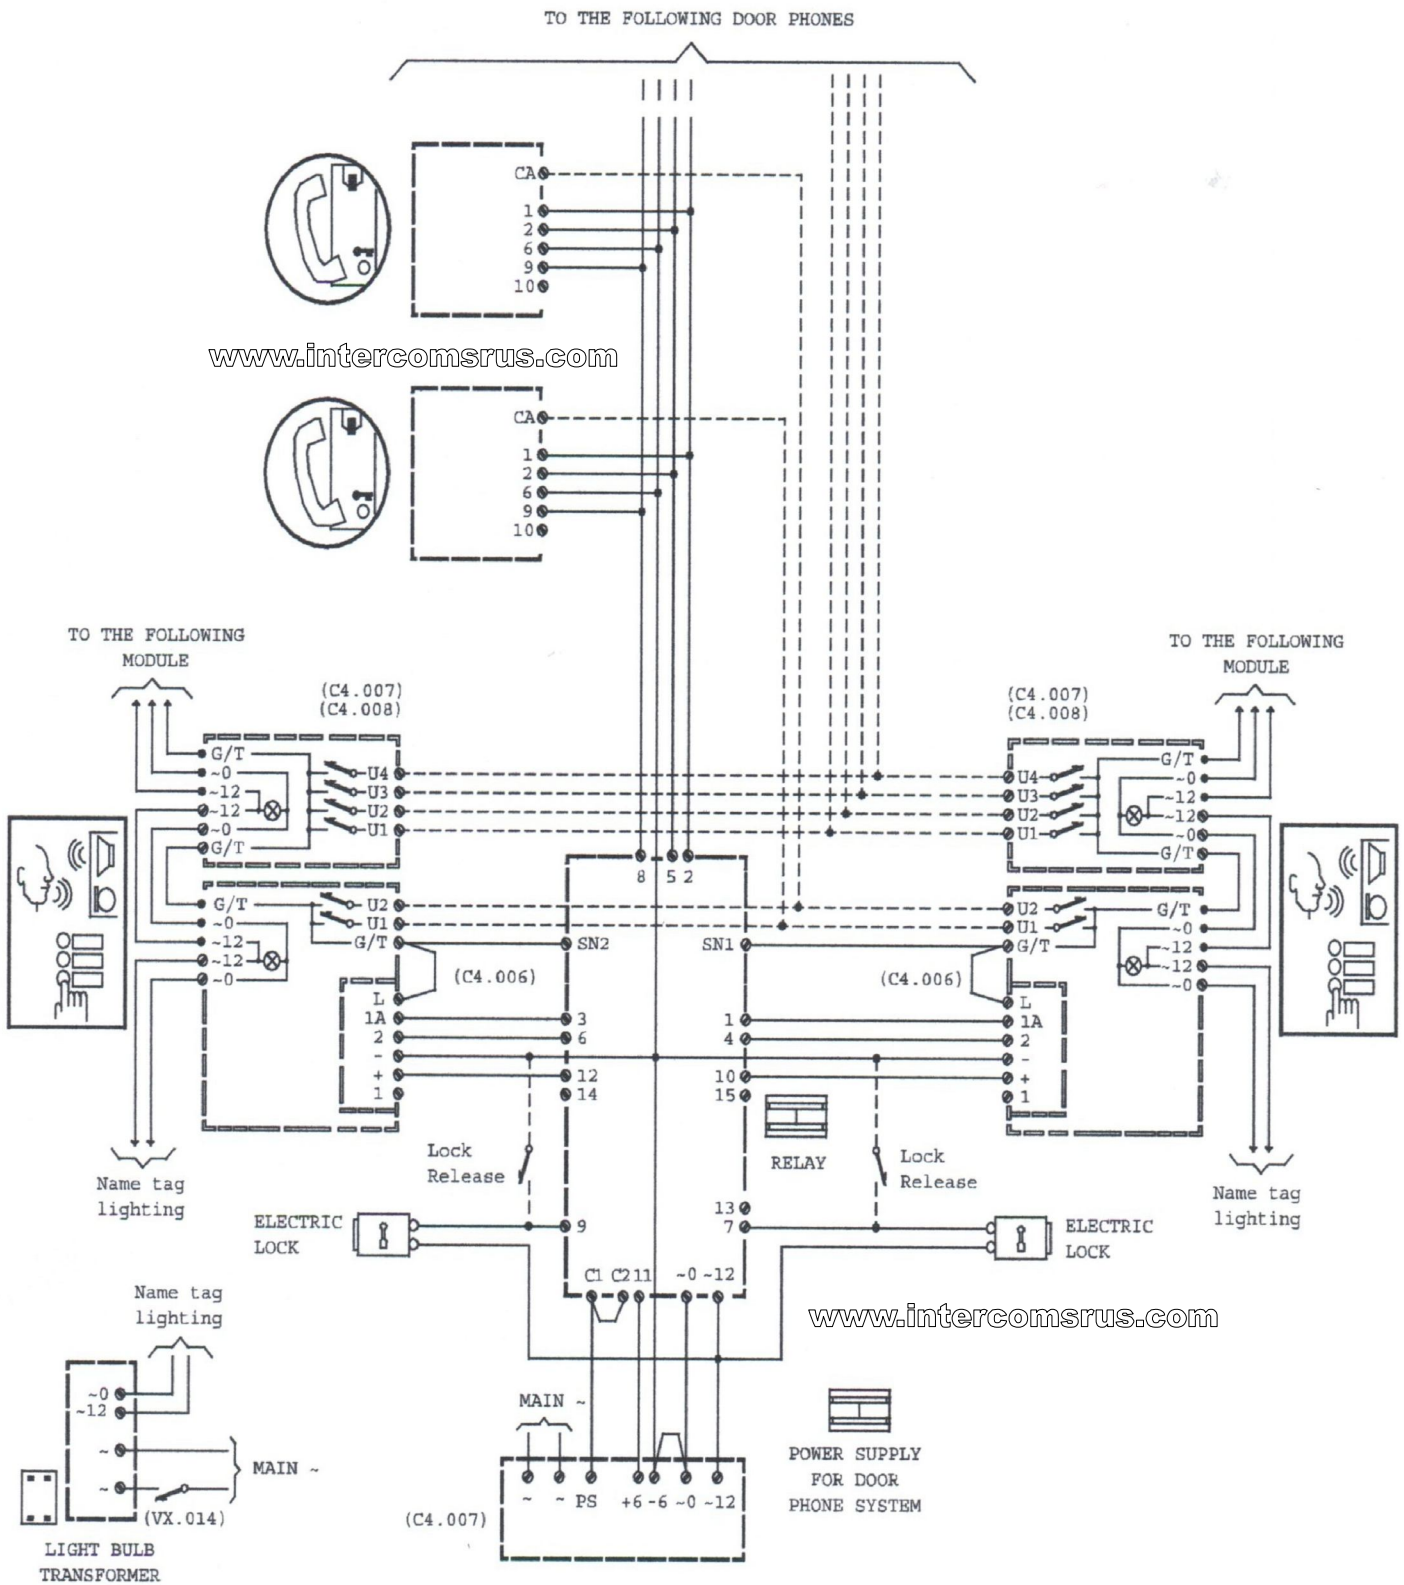 TO THE FOLLOWING DOOR PHONES
CA
1
2
6
9
10
www.intercomsrus.com
CA
1
2
6
9
10
TO THE FOLLOWING
MODULE
(C4.007)
(C4.008)
G/T
~0
~12
~12
~0
G/T
U4
U3
U2
U1
TO THE FOLLOWING
MODULE
(C4.007)
(C4.008)
U4
U3
U2
U1
G/T
~0
~12
~12
~0
G/T
G/T
~0
~12
~12
~0
U2
U1
G/T
(C4.006)
L
1A
2
-
+
1
8 5 2
SN2 SN1
3 1
6 4
12 10
14 15
13
9 7
C1 C2 11 ~0 ~12
U2
U1
G/T
(C4.006)
L
1A
2
-
+
1
G/T
~0
~12
~12
~0
Name tag
lighting
Lock
Release
RELAY
Lock
Release
Name tag
lighting
ELECTRIC
LOCK
ELECTRIC
LOCK
www.intercomsrus.com
Name tag
lighting
~0
~12
~
~
MAIN ~
(VX.014)
LIGHT BULB
TRANSFORMER
MAIN ~
~ ~ PS +6 -6 ~0 ~12
(C4.007)
POWER SUPPLY
FOR DOOR
PHONE SYSTEM